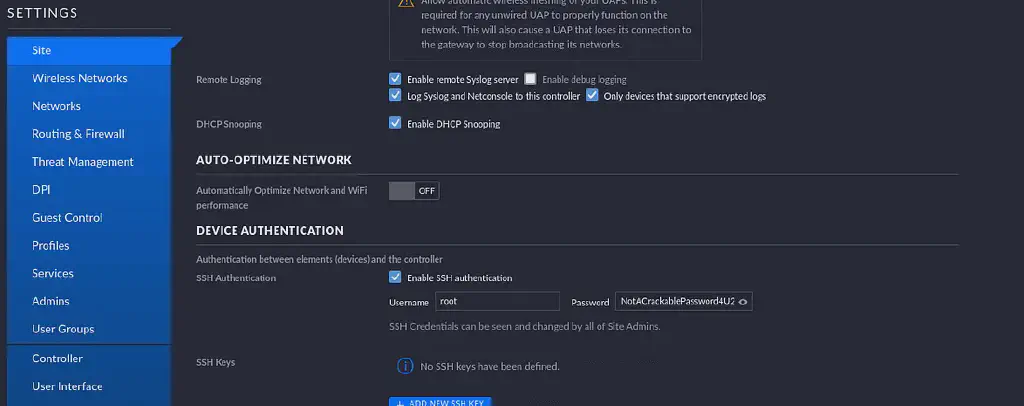 SETTINGS
Site
Wireless Networks
Networks
Routing & Firewall
Threat Management
DPI
Guest Control
Profiles
Services
Admins
User Groups
Controller
User Interface
Allow automatic wireless meshing of your UAPs. This is
required for any unwired UAP to properly function on the
network. This will also cause a UAP that loses its connection to
the gateway to stop broadcasting its networks.
Remote Logging
Enable remote Syslog server Enable debug logging
Log Syslog and Netconsole to this controller Only devices that support encrypted logs
DHCP Snooping Enable DHCP Snooping
AUTO-OPTIMIZE NETWORK
Automatically Optimize Network and WiFi
performance
OFF
DEVICE AUTHENTICATION
Authentication between elements (devices) and the controller
SSH Authentication Enable SSH authentication
Username root Password NotACrackablePassword4U2
SSH Credentials can be seen and changed by all of Site Admins.
SSH Keys No SSH keys have been defined.
+ ADD NEW SSH KEY